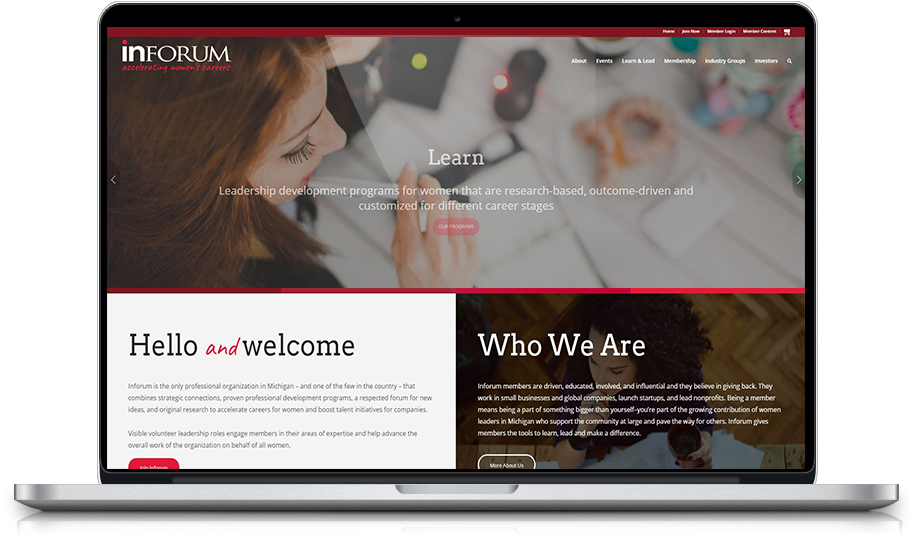 Home Join Now Member Login Member Content
inFORUM
accelerating women's careers
About Events Learn & Lead Membership Industry Groups Investors
Learn
Leadership development programs for women that are research-based, outcome-driven and
customized for different career stages
OUR PROGRAMS
Hello and welcome
Inforum is the only professional organization in Michigan – and one of the few in the country – that
combines strategic connections, proven professional development programs, a respected forum for new
ideas, and original research to accelerate careers for women and boost talent initiatives for companies.
Visible volunteer leadership roles engage members in their areas of expertise and help advance the
overall work of the organization on behalf of all women.
Join Inforum
Who We Are
Inforum members are driven, educated, involved, and influential and they believe in giving back. They
work in small businesses and global companies, launch startups, and lead nonprofits. Being a member
means being a part of something bigger than yourself–you're part of the growing contribution of women
leaders in Michigan who support the community at large and pave the way for others. Inforum gives
members the tools to learn, lead and make a difference.
More About Us